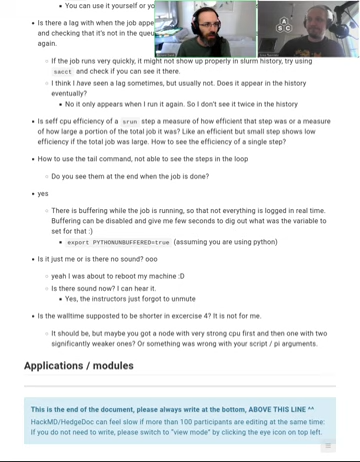 You can use it yourself or yo
Is there a lag with when the job appe
and checking that it's not in the queu
again.
If the job runs very quickly, it might not show up properly in slurm history, try using
sacct and check if you can see it there.
I think I have seen a lag sometimes, but usually not. Does it appear in the history
eventually?
No it only appears when I run it again. So I don't see it twice in the history
Is seff cpu efficiency of a srun step a measure of how efficient that step was or a measure
of how large a portion of the total job it was? Like an efficient but small step shows low
efficiency if the total job was large. How to see the efficiency of a single step?
How to use the tail command, not able to see the steps in the loop
Do you see them at the end when the job is done?
yes
There is buffering while the job is running, so that not everything is logged in real time.
Buffering can be disabled and give me few seconds to dig out what was the variable to
set for that :)
export PYTHONUNBUFFERED=true (assuming you are using python)
Is it just me or is there no sound? ooo
yeah I was about to reboot my machine :D
Is there sound now? I can hear it.
Yes, the instructors just forgot to unmute
Is the walltime supposted to be shorter in excercise 4? It is not for me.
It should be, but maybe you got a node with very strong cpu first and then one with two
significantly weaker ones? Or something was wrong with your script / pi arguments.
Applications / modules
This is the end of the document, please always write at the bottom, ABOVE THIS LINE ^^
HackMD/HedgeDoc can feel slow if more than 100 participants are editing at the same time:
If you do not need to write, please switch to "view mode" by clicking the eye icon on top left.